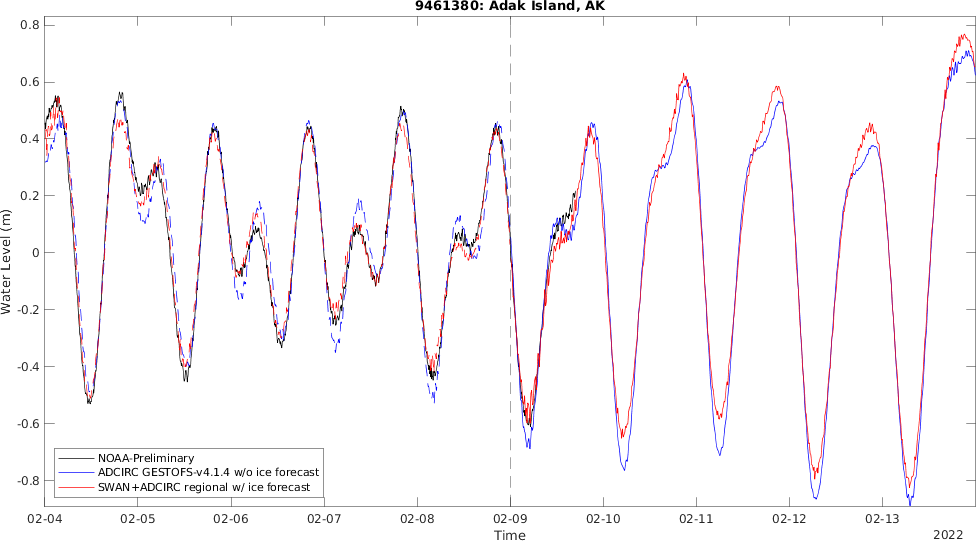 9461380: Adak Island, AK
0.8
0.6
0.4
0.2
0
-0.2
-0.4
-0.6
-0.8
Water Level (m)
NOAA-Preliminary
ADCIRC GESTOFS-v4.1.4 w/o ice forecast
SWAN+ADCIRC regional w/ ice forecast
02-04 02-05 02-06 02-07 02-08 02-09 02-10 02-11 02-12 02-13
Time
2022